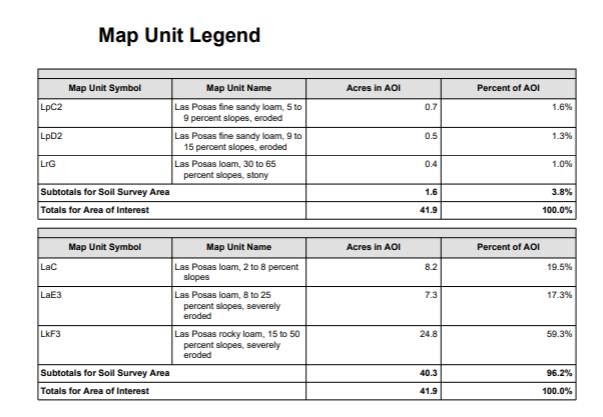 Map Unit Legend
Map Unit Symbol Map Unit Name Acres in AOI Percent of AOI
LpC2 Las Posas fine sandy loam, 5 to 0.7 1.6%
9 percent slopes, eroded
LpD2 Las Posas fine sandy loam, 9 to 0.5 1.3%
15 percent slopes, eroded
LrG Las Posas loam, 30 to 65 0.4 1.0%
percent slopes, stony
Subtotals for Soil Survey Area 1.6 3.8%
Totals for Area of Interest 41.9 100.0%
Map Unit Symbol Map Unit Name Acres in AOI Percent of AOI
LaC Las Posas loam, 2 to 8 percent 8.2 19.5%
slopes
LaE3 Las Posas loam, 8 to 25 7.3 17.3%
percent slopes, severely
eroded
LkF3 Las Posas rocky loam, 15 to 50 24.8 59.3%
percent slopes, severely
eroded
Subtotals for Soil Survey Area 40.3 96.2%
Totals for Area of Interest 41.9 100.0%